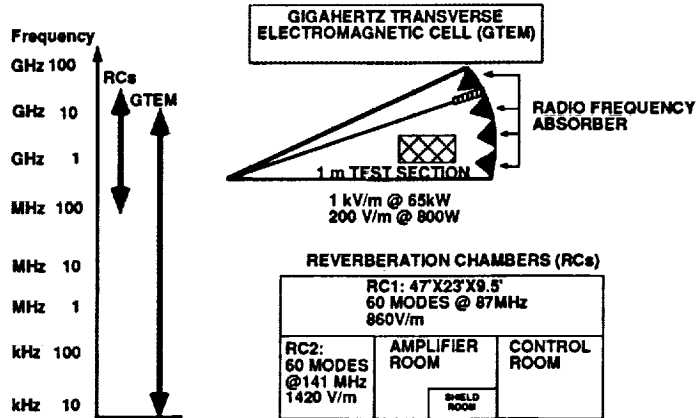 GIGAHERTZ TRANSVERSE
ELECTROMAGNETIC CELL (GTEM)
Frequency
GHz 100
RCs
GTEM
GHz 10
GHz 1
MHz 100
MHz 10
MHz 1
kHz 100
kHz 10
RADIO FREQUENCY
ABSORBER
1 m TEST SECTION
1 kV/m @ 65kW
200 V/m @ 800W
REVERBERATION CHAMBERS (RCs)
RC1: 47'X23'X9.5'
60 MODES @ 87MHz
860V/m
RC2:
60 MODES
@141 MHz
1420 V/m
AMPLIFIER
ROOM
SHIELD
ROOM
CONTROL
ROOM